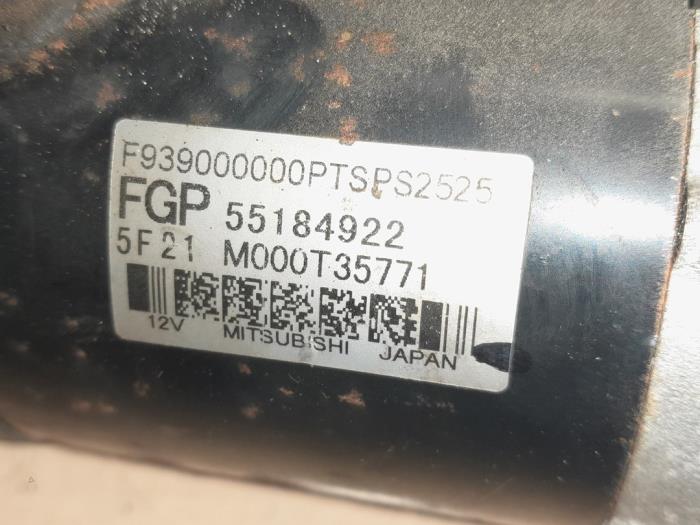 F939000000PTSPS2525
FGP 55184922
5F21 M000T35771
12V MITSUBISHI JAPAN